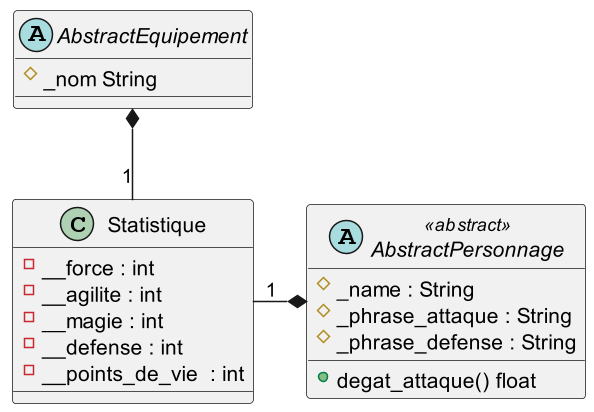 A AbstractEquipement
_nom String
1
C Statistique
__force : int
__agilite : int
__magie : int
__defense : int
__points_de_vie : int
1
«abstract»
A AbstractPersonnage
_name : String
_phrase_attaque : String
_phrase_defense : String
degat_attaque() float